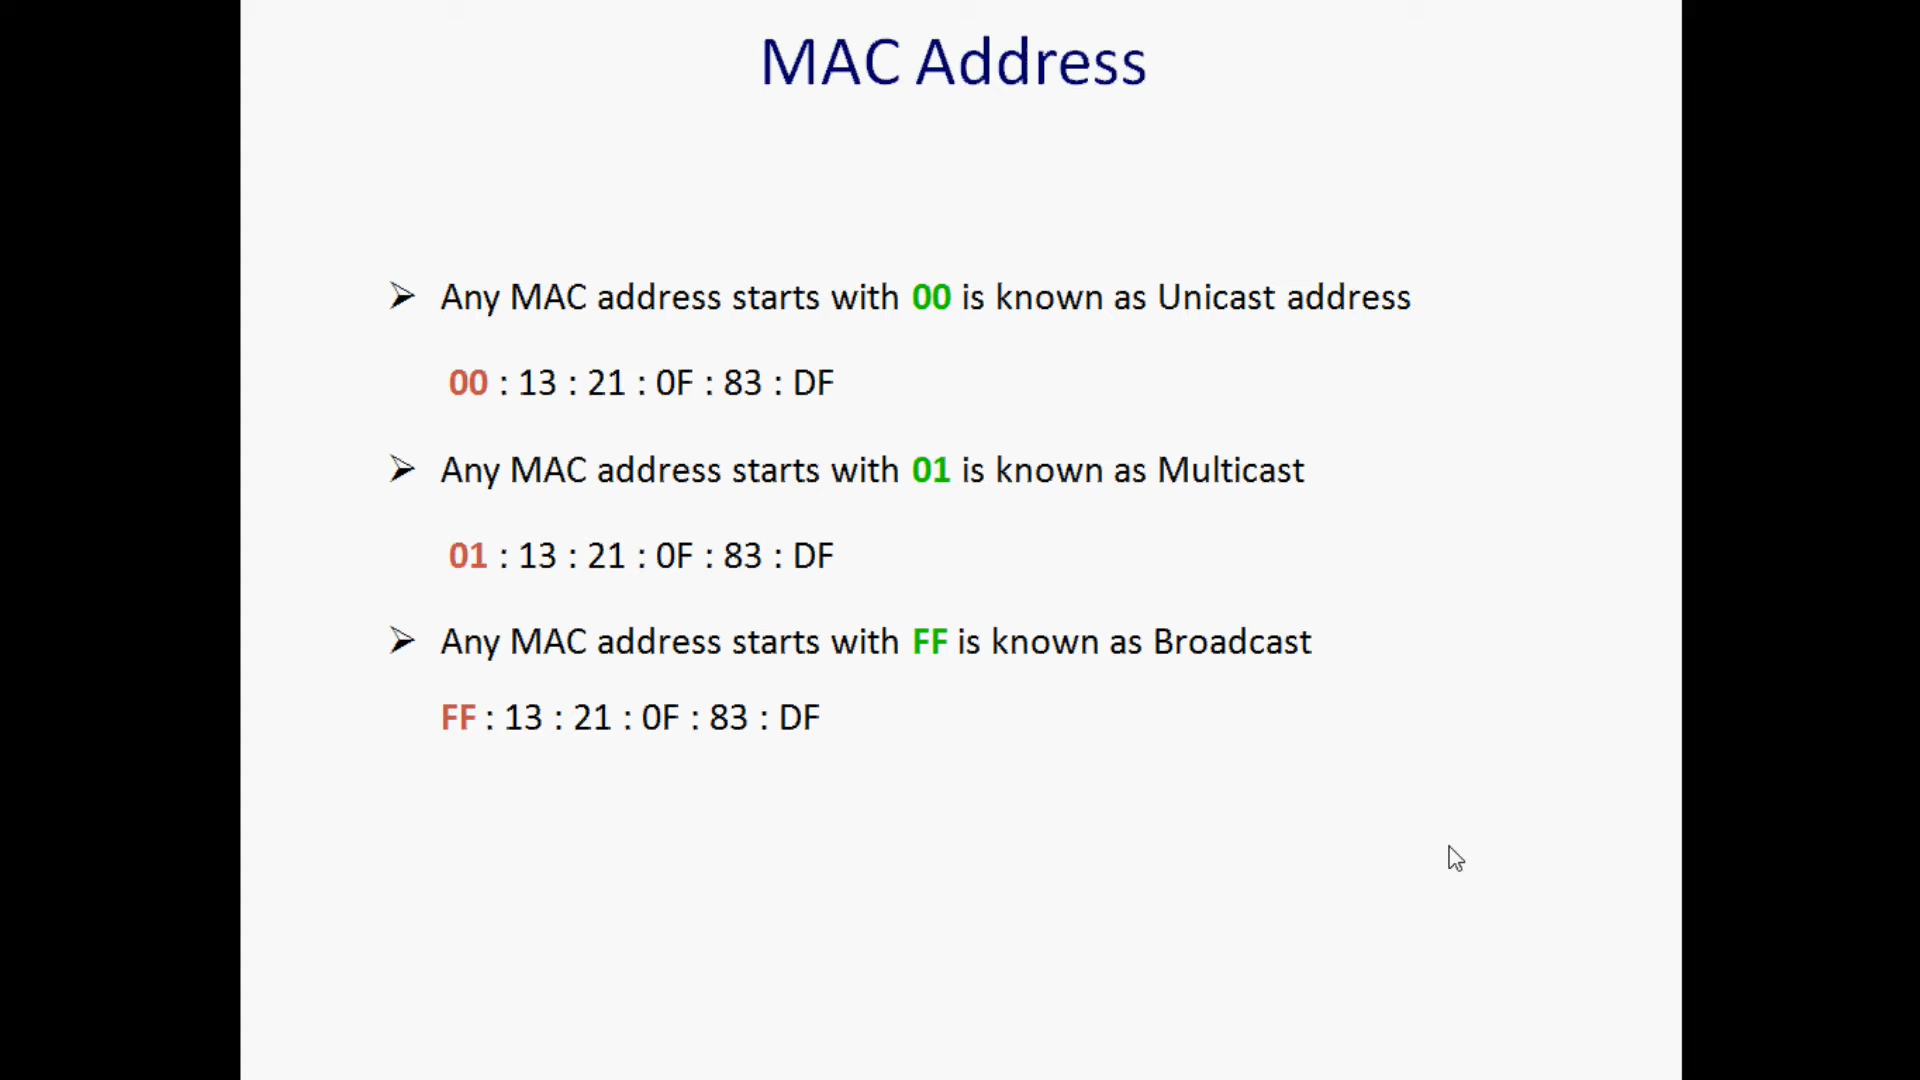 MAC Address
Any MAC address starts with 00 is known as Unicast address
00 : 13 : 21 : 0F : 83 : DF
Any MAC address starts with 01 is known as Multicast
01 : 13 : 21 : 0F : 83 : DF
Any MAC address starts with FF is known as Broadcast
FF : 13 : 21 : 0F : 83 : DF